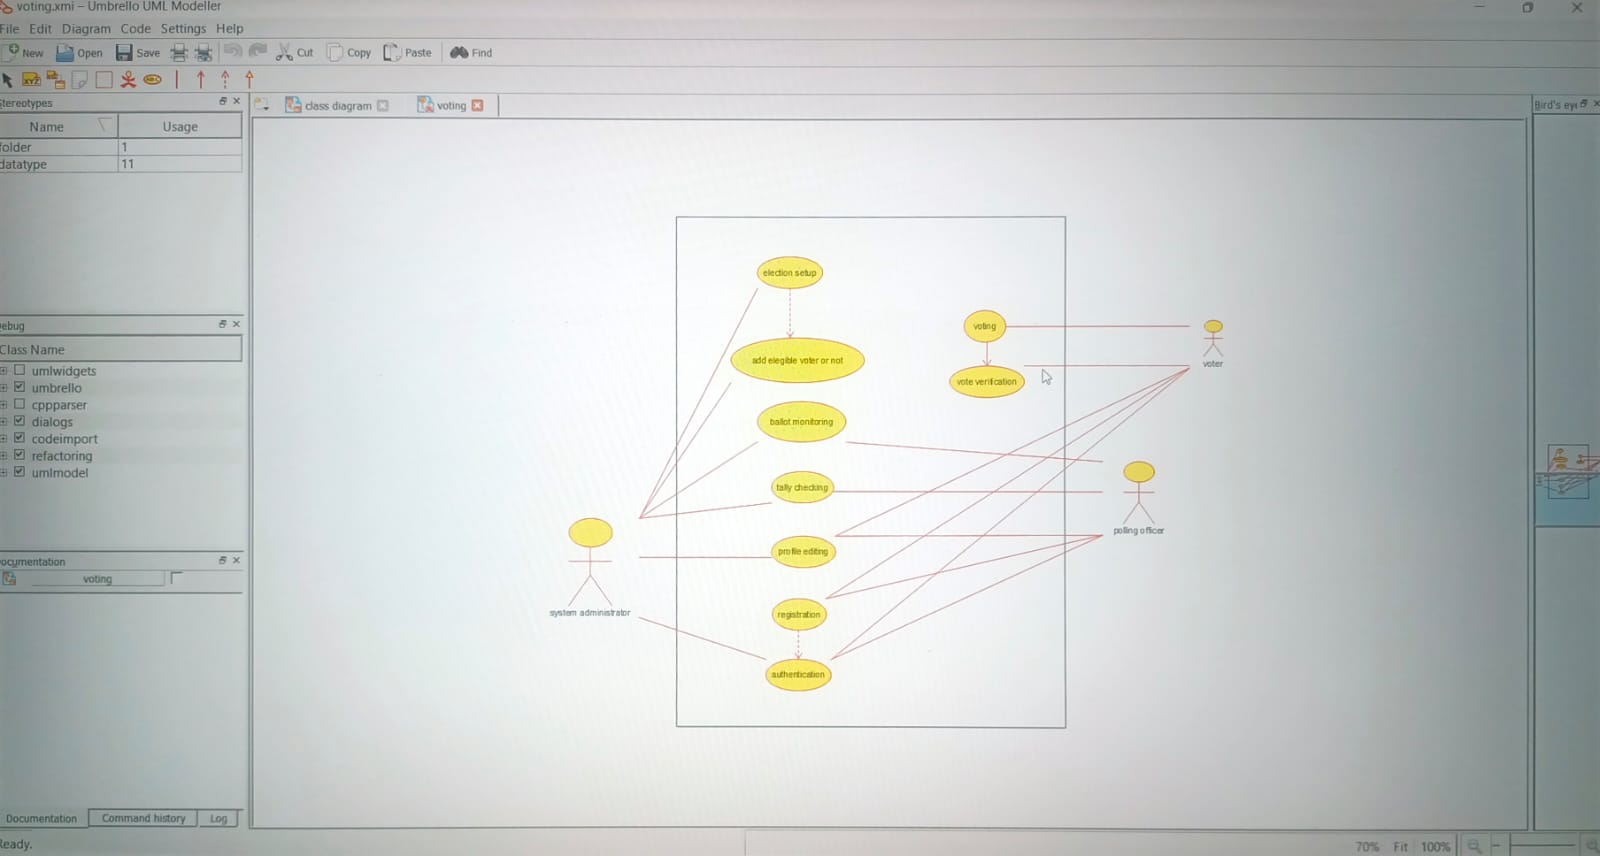 voting.xmi – Umbrello UML Modeller
File Edit Diagram Code Settings Help
New Open Save Cut Copy Paste Find
XYZ ABC
tereotypes
class diagram voting
Bird's eye
Name Usage
folder 1
datatype 11
election setup
voting
voter
add elegible voter or not
vote verification
ebug
Class Name
umlwidgets
umbrello
cppparser
dialogs
codeimport
refactoring
umlmodel
ballot monitoring
tally checking
polling officer
profile editing
system administrator
registration
authentication
ocumentation
voting
Documentation Command history Log
Ready.
70% Fit 100%